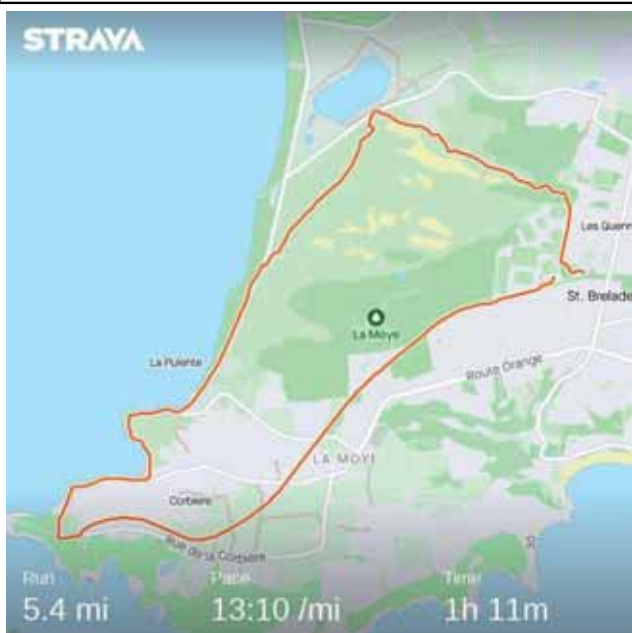 STRAVA
Les Quenn
St. Brelade
La Moye
La Pulente
Route Orange
LA MOYE
Corbière
Rue de la Corbière
Run
Pace
Time
5.4 mi
13:10 /mi
1h 11m